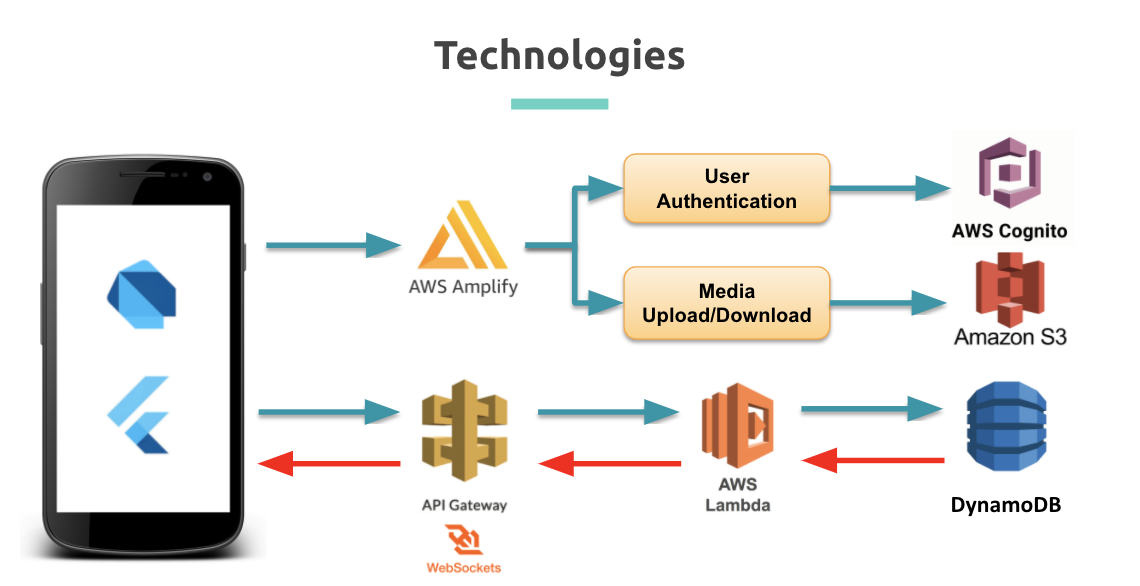 Technologies
User
Authentication
AWS Cognito
AWS Amplify
Media
Upload/Download
Amazon S3
API Gateway
WebSockets
AWS
Lambda
DynamoDB